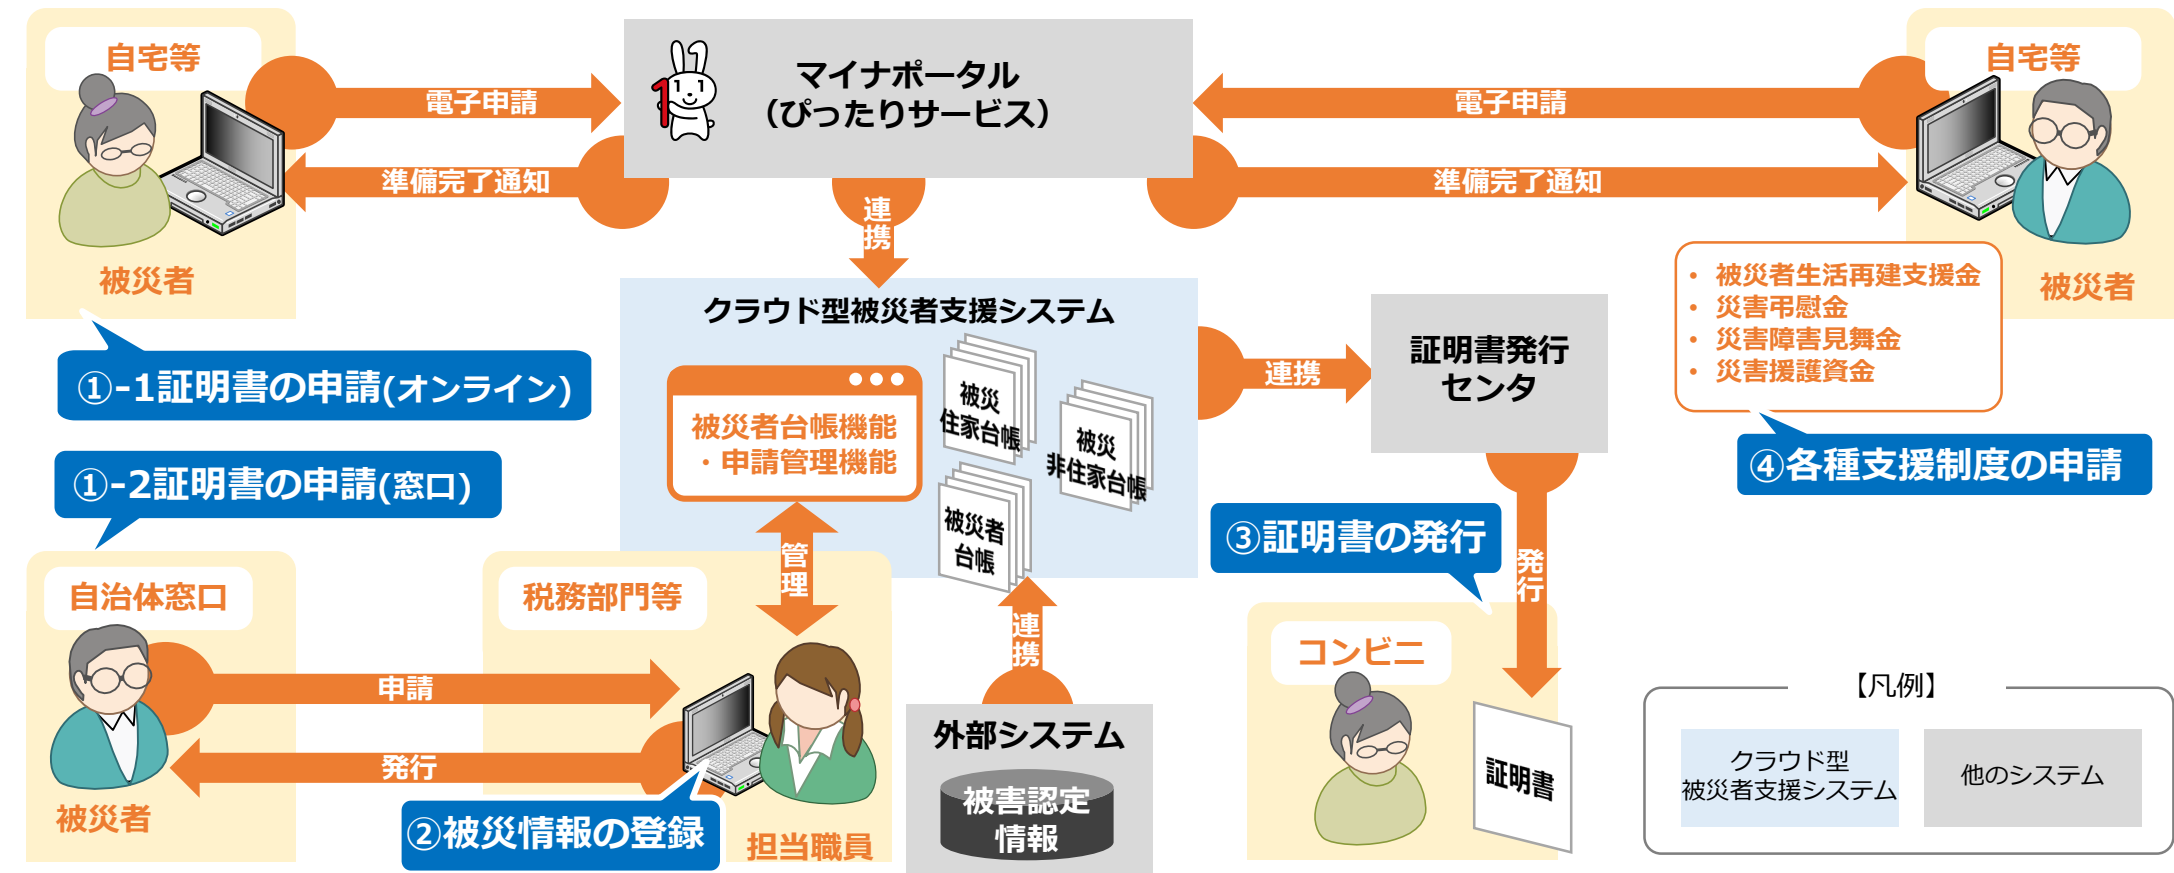 自宅等
電子申請
準備完了通知
被災者
マイナポータル
（ぴったりサービス）
電子申請
準備完了通知
自宅等
被災者
連携
①-1証明書の申請(オンライン)
①-2証明書の申請(窓口)
クラウド型被災者支援システム
被災者台帳機能
・申請管理機能
被災
住家台帳
被災
非住家台帳
被災者
台帳
連携
証明書発行
センタ
• 被災者生活再建支援金
• 災害弔慰金
• 災害障害見舞金
• 災害援護資金
④各種支援制度の申請
③証明書の発行
発行
管理
連携
自治体窓口
申請
発行
被災者
税務部門等
②被災情報の登録
担当職員
外部システム
被害認定
情報
コンビニ
証明書
【凡例】
クラウド型
被災者支援システム
他のシステム